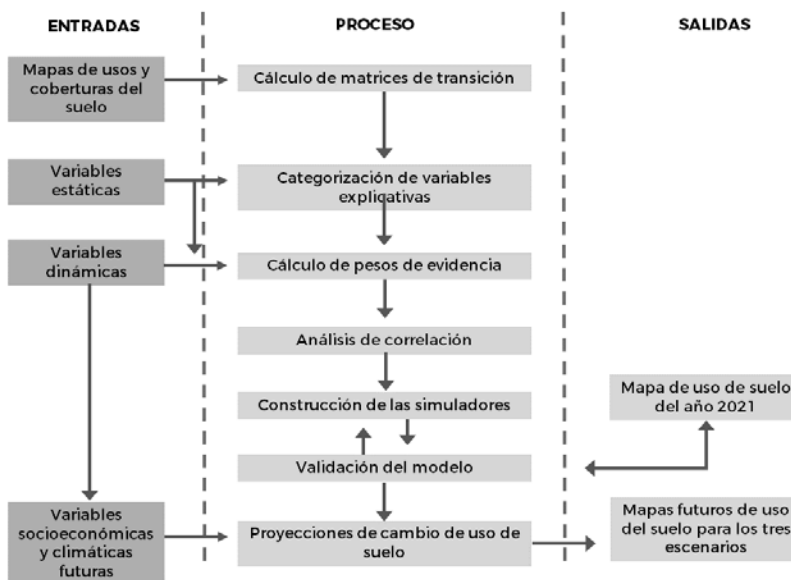 ENTRADAS
PROCESO
SALIDAS
Mapas de usos y
coberturas del
suelo
Cálculo de matrices de transición
Variables
estáticas
Categorización de variables
explicativas
Variables
dinámicas
Cálculo de pesos de evidencia
Análisis de correlación
Construcción de las simuladores
Mapa de uso de suelo
del año 2021
Validación del modelo
Variables
socioeconómicas
y climáticas
futuras
Proyecciones de cambio de uso de
suelo
Mapas futuros de uso
del suelo para los tres
escenarios